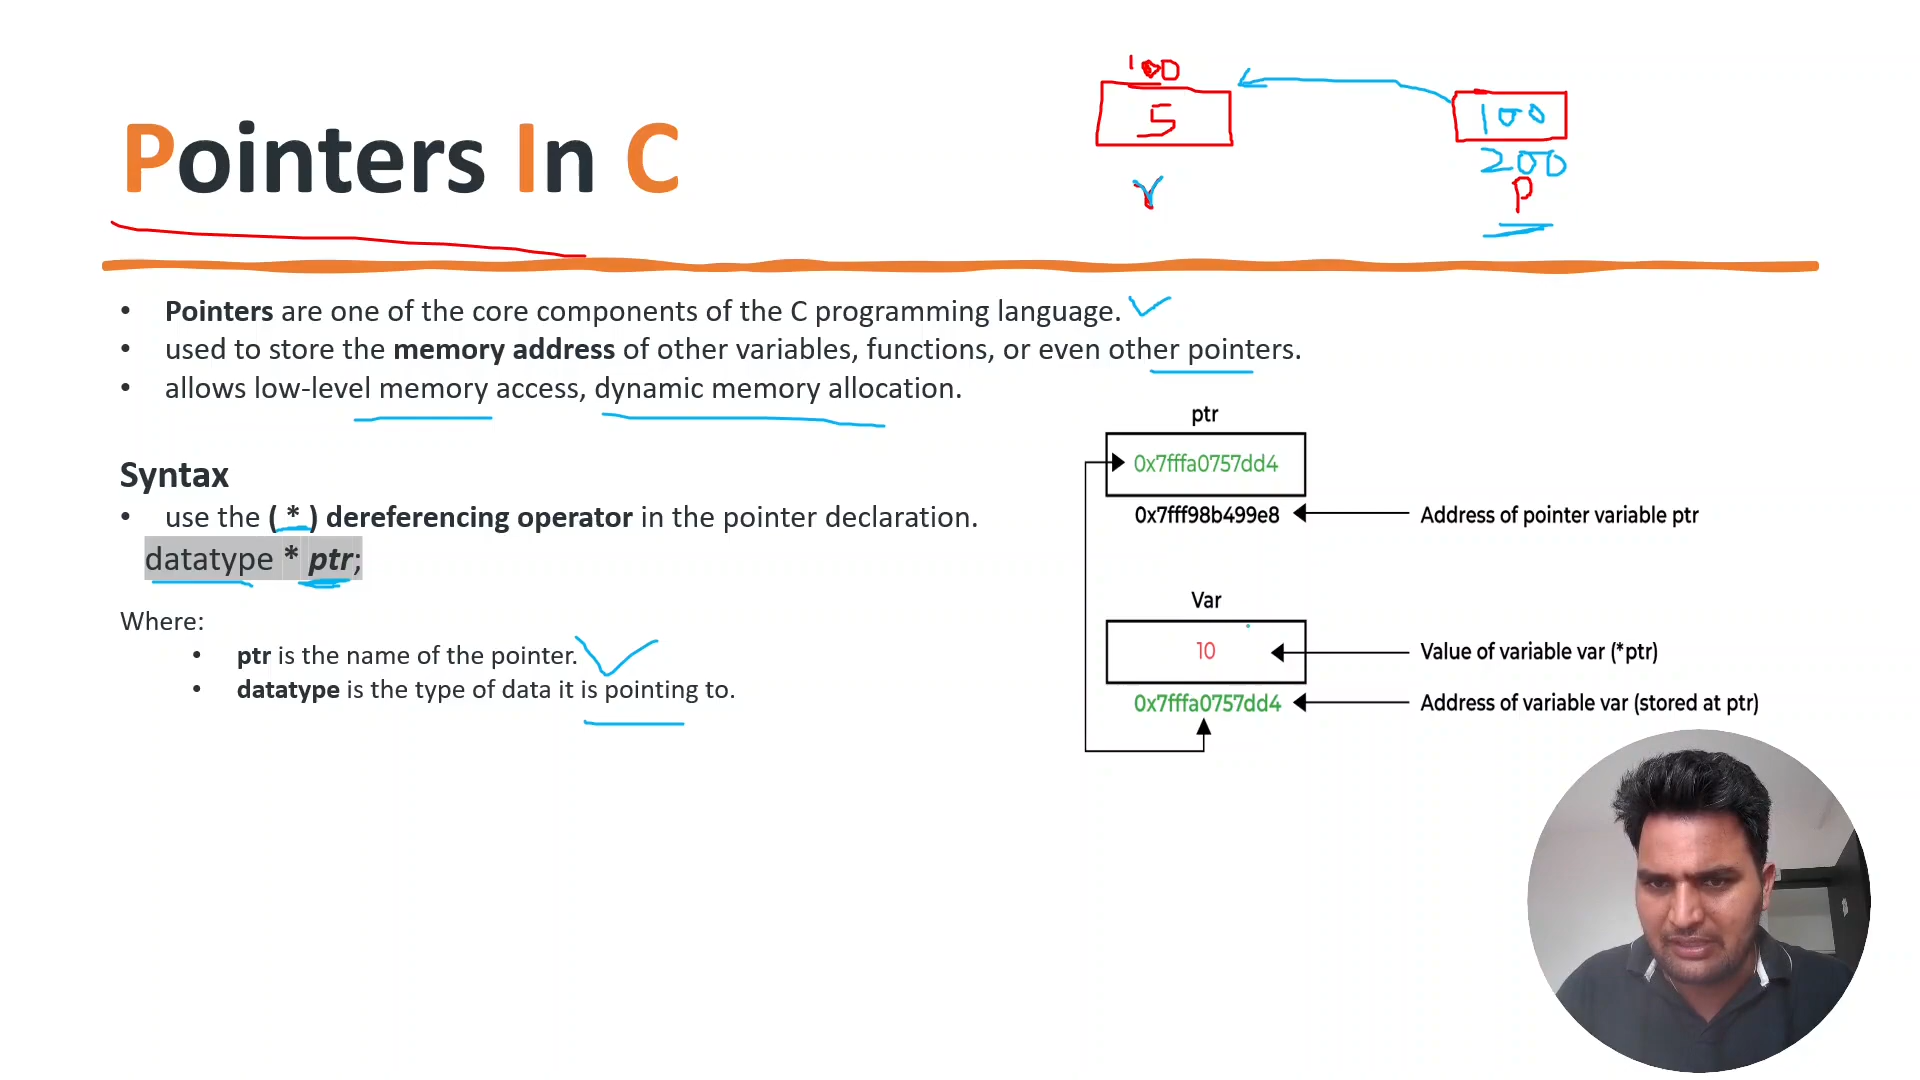 Pointers In C
100
5
v
100
200
P
• Pointers are one of the core components of the C programming language.
• used to store the memory address of other variables, functions, or even other pointers.
• allows low-level memory access, dynamic memory allocation.
Syntax
• use the ( * ) dereferencing operator in the pointer declaration.
datatype * ptr;
Where:
• ptr is the name of the pointer.
• datatype is the type of data it is pointing to.
ptr
0x7fffa0757dd4
0x7fff98b499e8 Address of pointer variable ptr
Var
10 Value of variable var (*ptr)
0x7fffa0757dd4 Address of variable var (stored at ptr)